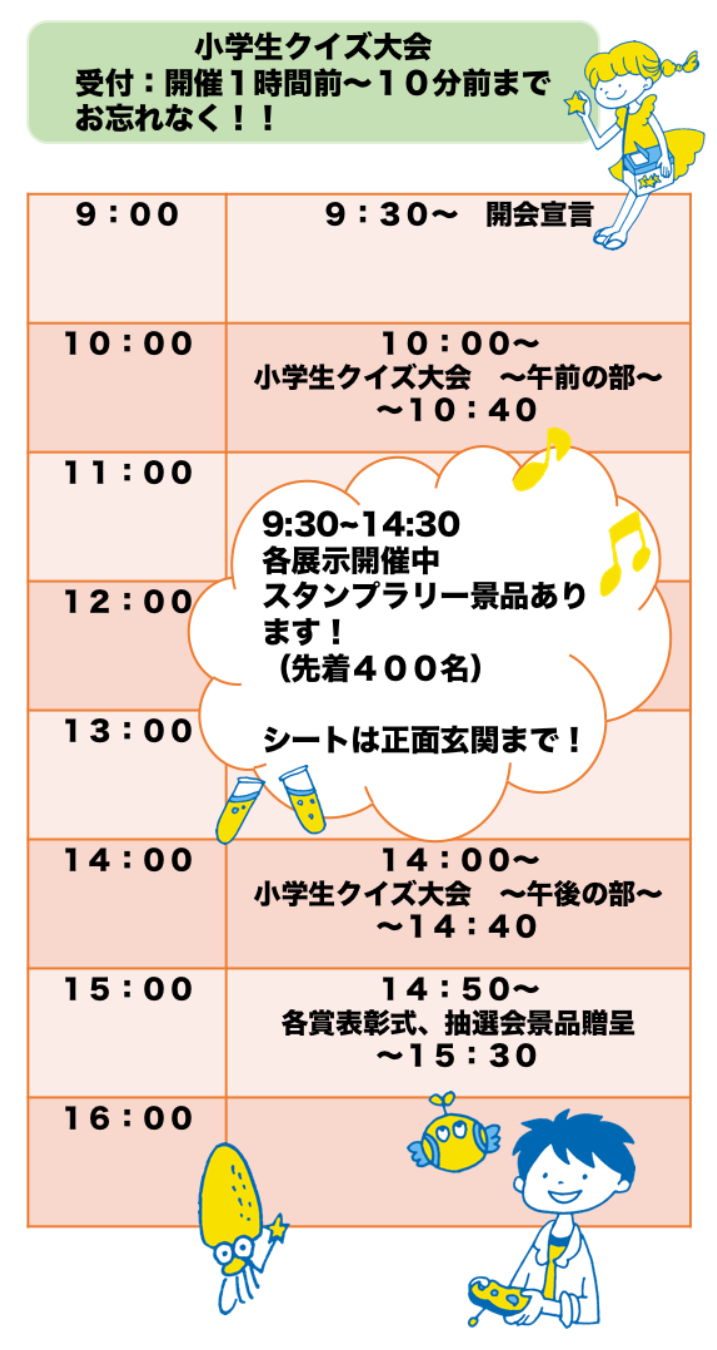 小学生クイズ大会
受付：開催１時間前～１０分前まで
お忘れなく！！
９：００
９：３０～　開会宣言
１０：００
１０：００～
小学生クイズ大会　～午前の部～
～１０：４０
１１：００
9:30~14:30
各展示開催中
スタンプラリー景品あり
ます！
（先着４００名）
シートは正面玄関まで！
１２：００
１３：００
１４：００
１４：００～
小学生クイズ大会　～午後の部～
～１４：４０
１５：００
１４：５０～
各賞表彰式、抽選会景品贈呈
～１５：３０
１６：００